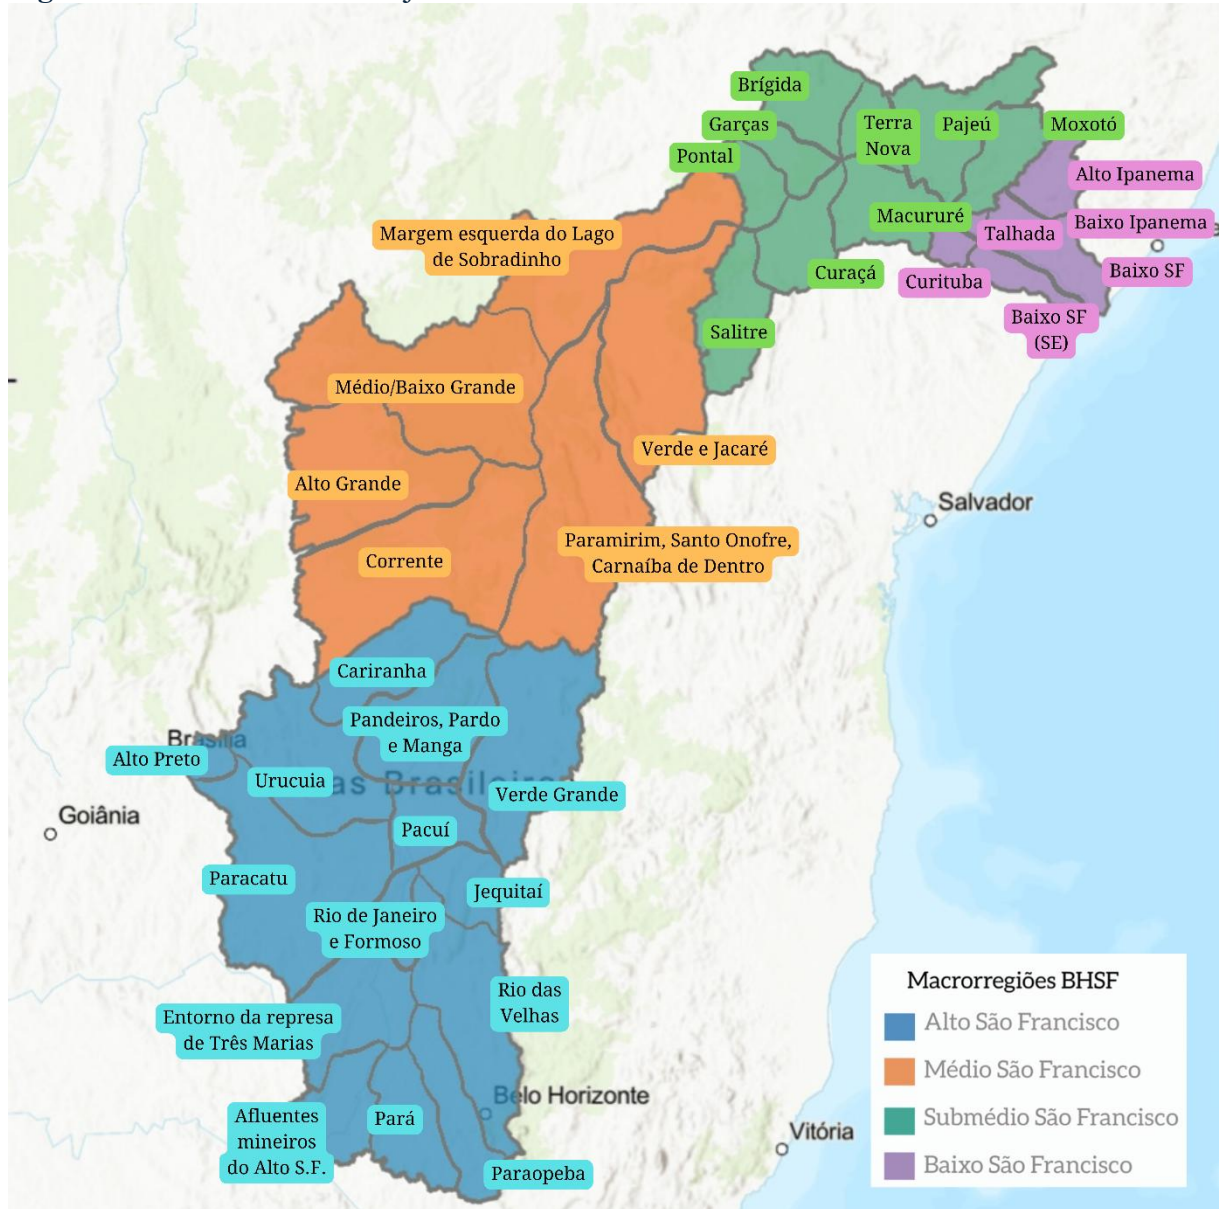 Brígida
Garças
Terra
Nova
Pajeú
Moxotó
Pontal
Alto Ipanema
Macururé
Talhada
Baixo Ipanema
Margem esquerda do Lago
de Sobradinho
Curaçá
Curituba
Baixo SF
Baixo SF
(SE)
Salitre
Médio/Baixo Grande
Verde e Jacaré
Alto Grande
Salvador
Corrente
Paramirim, Santo Onofre,
Carnaíba de Dentro
Cariranha
Pandeiros, Pardo
e Manga
Brasília
Alto Preto
Urucuia
as Brasileir
Verde Grande
Goiânia
Pacuí
Paracatu
Jequitaí
Rio de Janeiro
e Formoso
Rio das
Velhas
Entorno da represa
de Três Marias
Belo Horizonte
Afluentes
mineiros
do Alto S.F.
Pará
Paraopeba
Vitória
Macrorregiões BHSF
Alto São Francisco
Médio São Francisco
Submédio São Francisco
Baixo São Francisco